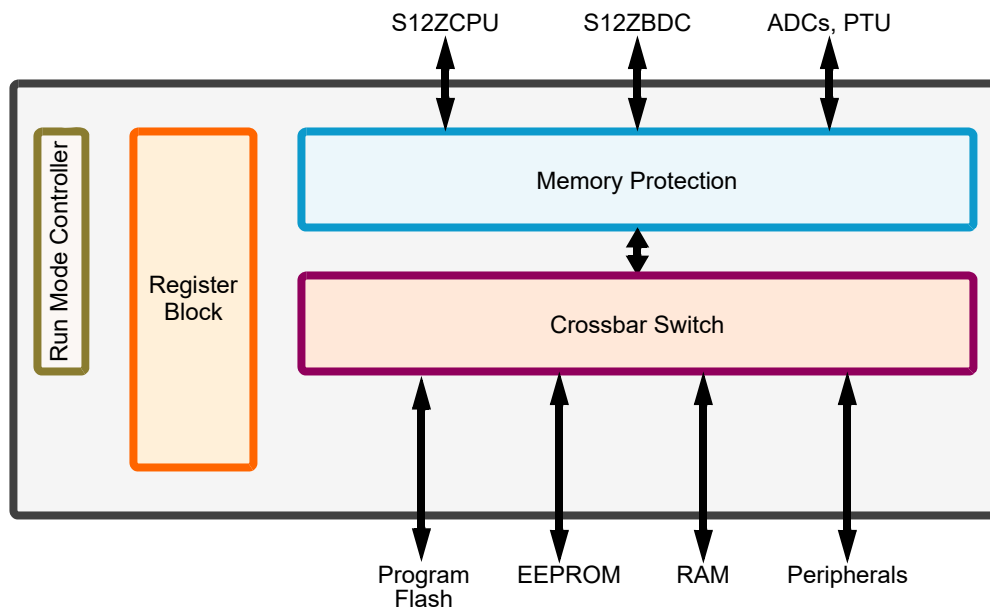 S12ZCPU
S12ZBDC
ADCs, PTU
Run Mode Controller
Register
Block
Memory Protection
Crossbar Switch
Program
Flash
EEPROM
RAM
Peripherals